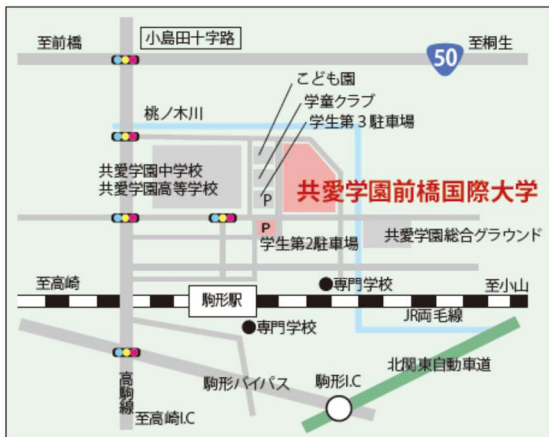 至前橋
小島田十字路
50
至桐生
こども園
学童クラブ
学生第3駐車場
桃ノ木川
共愛学園中学校
共愛学園高等学校
P
共愛学園前橋国際大学
P
学生第2駐車場
共愛学園総合グラウンド
至高崎
駒形駅
専門学校
至小山
JR両毛線
専門学校
高駒線
駒形バイパス
駒形I.C
北関東自動車道
至高崎I.C